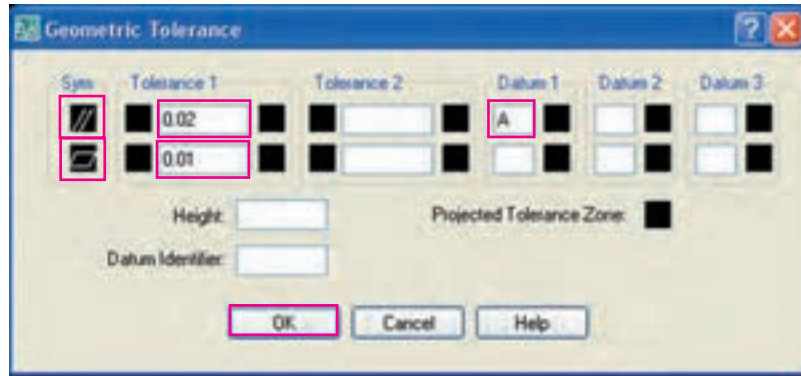 Geometric Tolerance
Sym Tolerance 1 Tolerance 2 Datum 1 Datum 2 Datum 3
0.02 A
0.01
Height:
Projected Tolerance Zone:
Datum Identifier:
OK Cancel Help